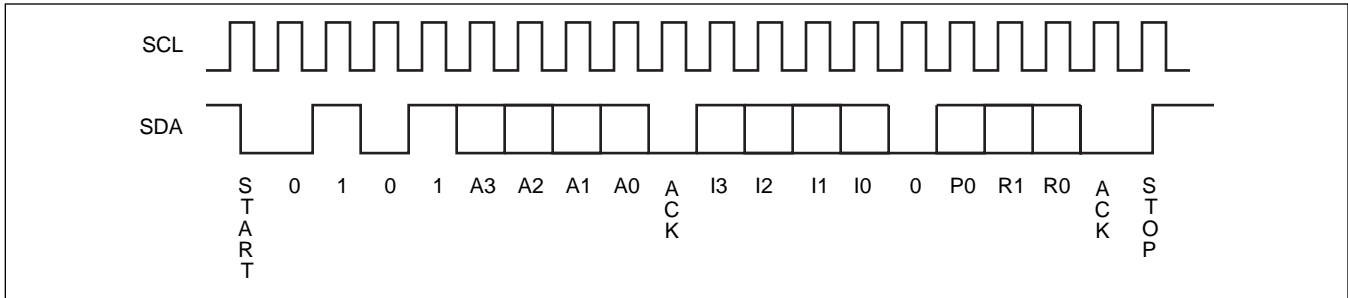 SCL
SDA
START 0 1 0 1 A3 A2 A1 A0 ACK I3 I2 I1 I0 0 P0 R1 R0 ACK STOP